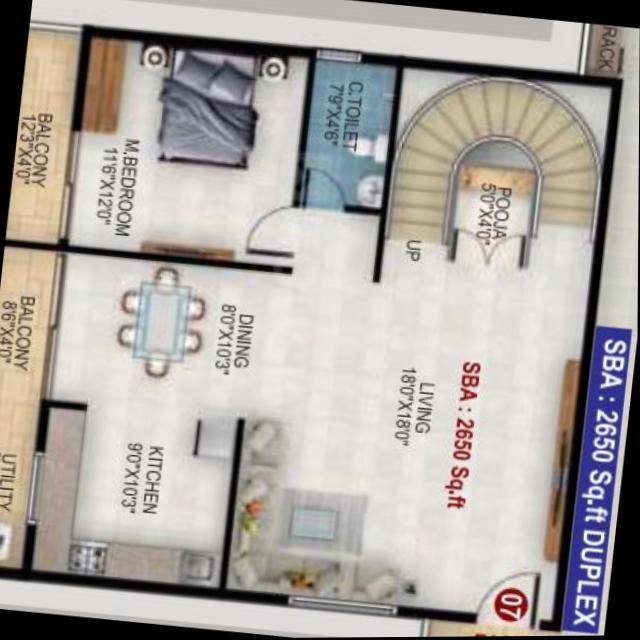 RACK
C.TOILET
7'9"X4'6"
BALCONY
12'3"X4'0"
M.BEDROOM
11'6"X12'0"
POOJA
5'0"X4'0"
UP
BALCONY
8'6"X4'0"
DINING
8'0"X10'3"
LIVING
18'0"X18'0"
SBA : 2650 Sq.ft
SBA : 2650 Sq.ft DUPLEX
KITCHEN
9'0"X10'3"
UTILITY
07